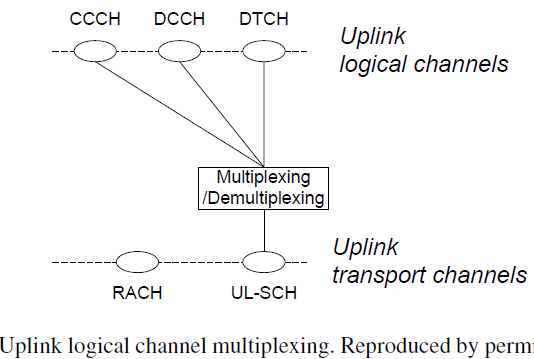 CCCH DCCH DTCH
Uplink
logical channels
Multiplexing
/Demultiplexing
Uplink
transport channels
RACH UL-SCH
Uplink logical channel multiplexing. Reproduced by permi